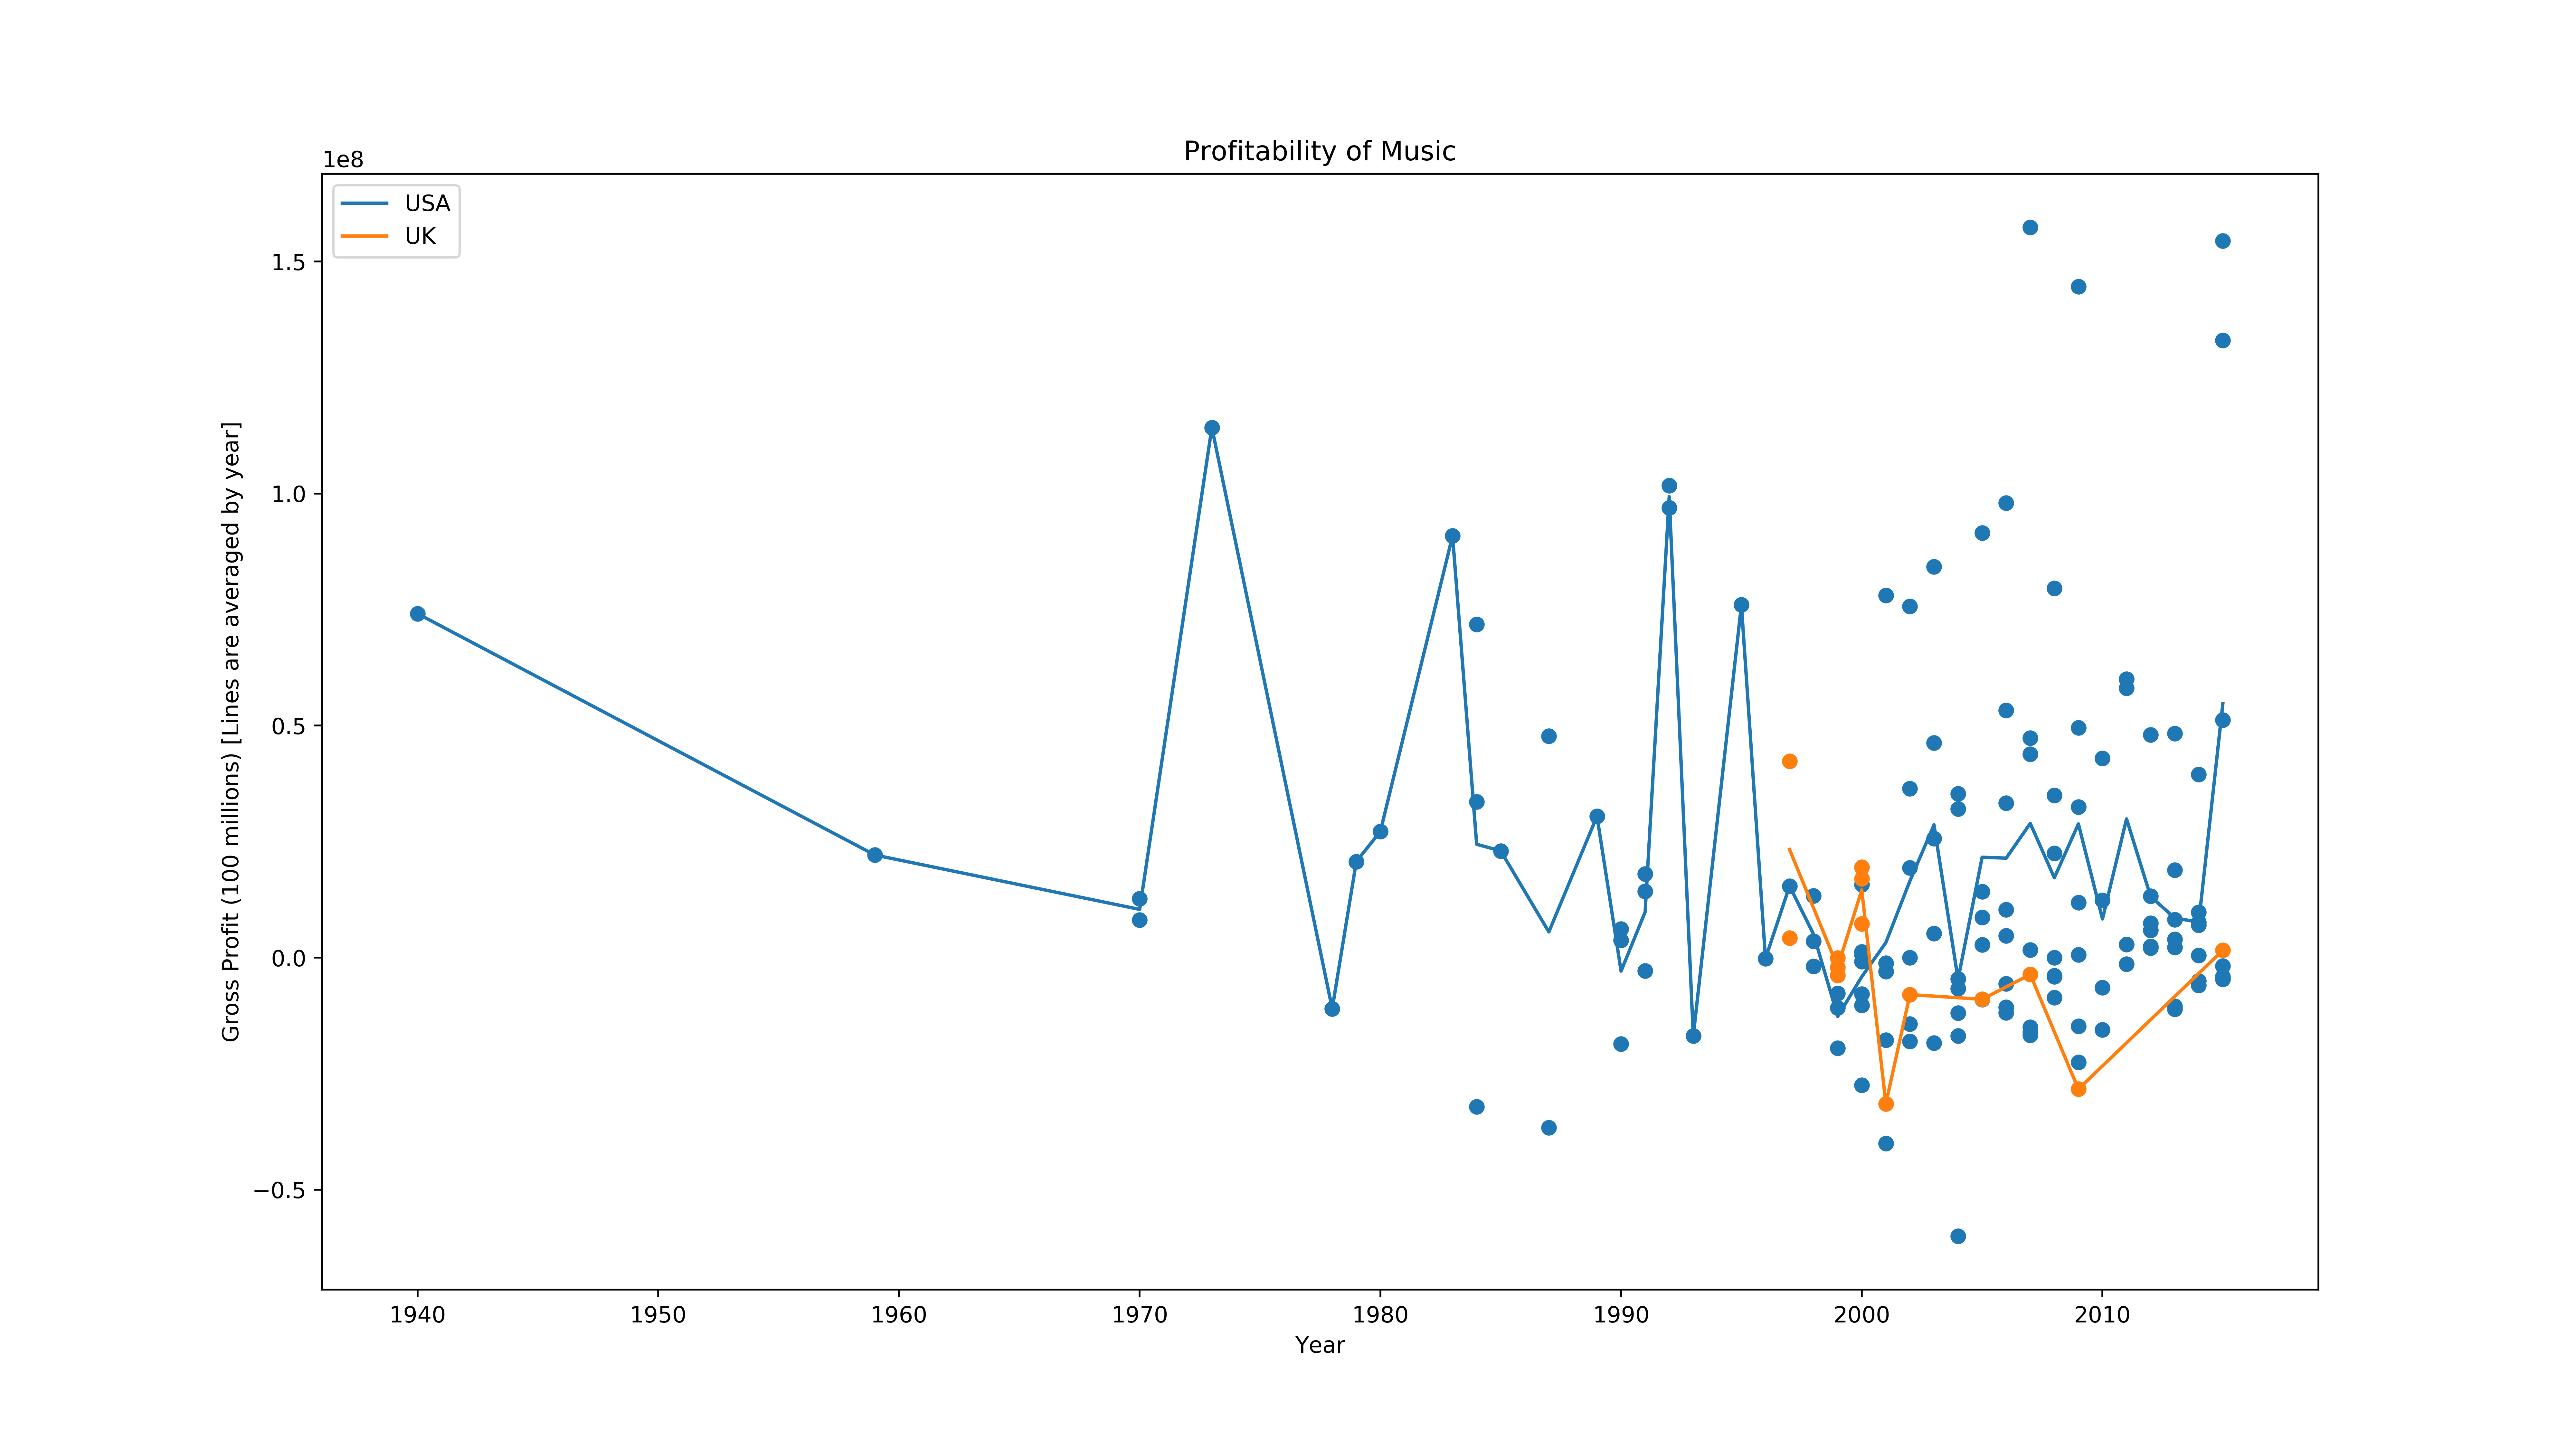 Profitability of Music
1e8
USA
UK
1.5
1.0
0.5
0.0
−0.5
Gross Profit (100 millions) [Lines are averaged by year]
1940 1950 1960 1970 1980 1990 2000 2010
Year